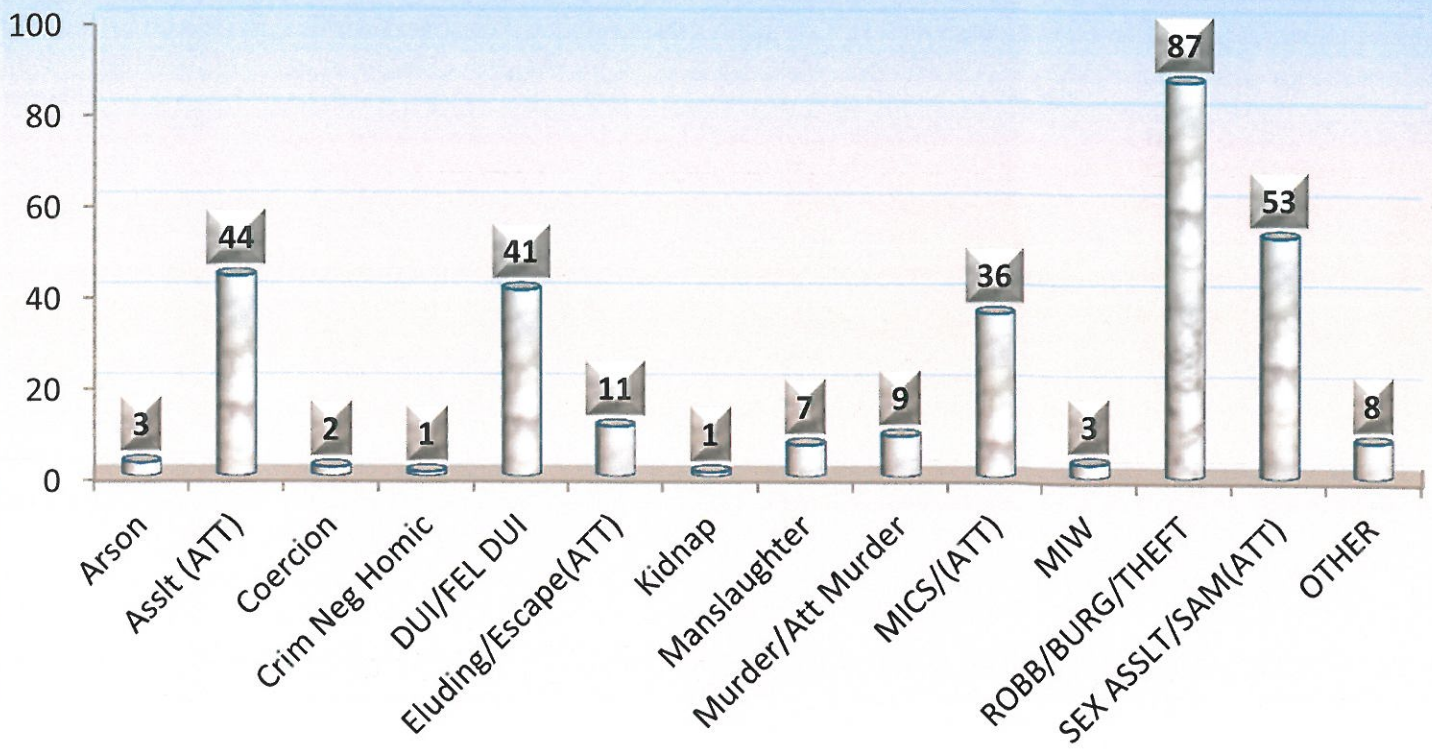 100
80
60
40
20
0
3
44
2
1
41
11
1
7
9
36
3
87
53
8
Arson
Asslt (ATT)
Coercion
Crim Neg Homic
DUI/FEL DUI
Eluding/Escape(ATT)
Kidnap
Manslaughter
Murder/Att Murder
MICS/(ATT)
MIW
ROBB/BURG/THEFT
SEX ASSLT/SAM(ATT)
OTHER